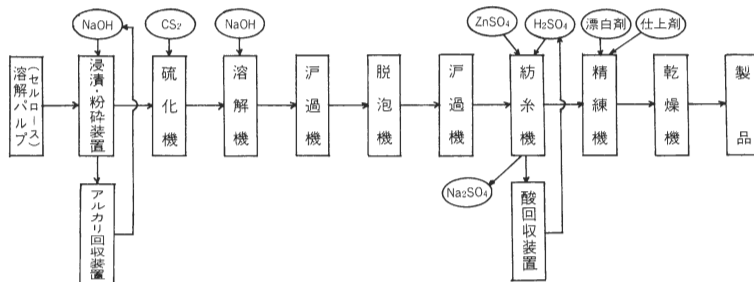 NaOH
CS₂
NaOH
ZnSO₄
H₂SO₄
漂白剤
仕上剤
溶解パルプ
(セルロース)
浸漬・粉砕装置
硫化機
溶解機
沪過機
脱泡機
沪過機
紡糸機
精練機
乾燥機
製品
アルカリ回収装置
Na₂SO₄
酸回収装置